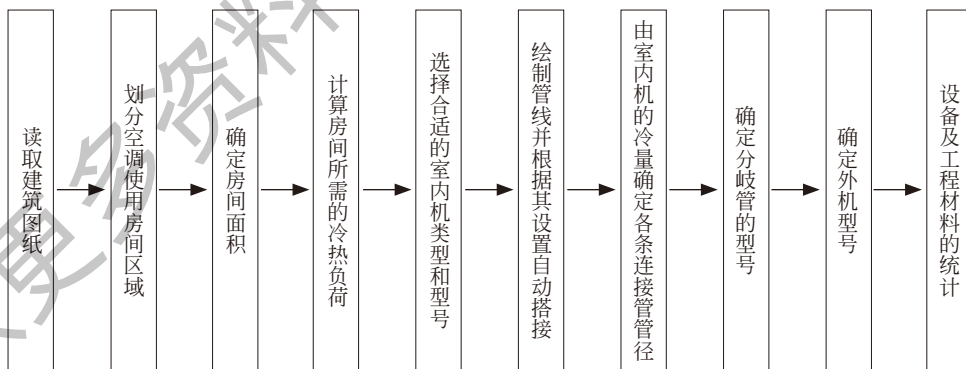 读取建筑图纸
划分空调使用房间区域
确定房间面积
计算房间所需的冷热负荷
选择合适的室内机类型和型号
绘制管线并根据其设置自动搭接
由室内机的冷量确定各条连接管管径
确定分歧管的型号
确定外机型号
设备及工程材料的统计
更多资料